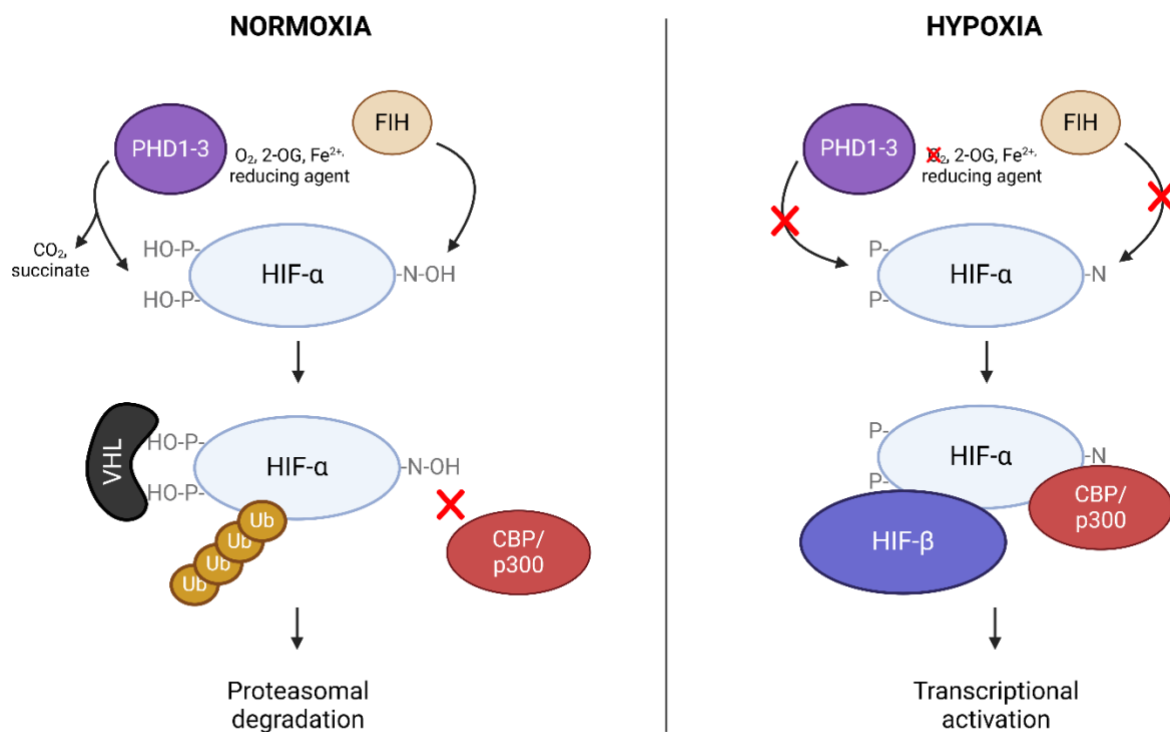 NORMOXIA
PHD1-3
FIH
O₂, 2-OG, Fe²⁺,
reducing agent
CO₂,
succinate
HO-P-
HO-P-
HIF-α
-N-OH
VHL
HO-P-
HO-P-
HIF-α
-N-OH
Ub
Ub
Ub
Ub
CBP/
p300
Proteasomal
degradation
HYPOXIA
PHD1-3
FIH
O₂, 2-OG, Fe²⁺,
reducing agent
P-
P-
HIF-α
-N
P-
P-
HIF-α
-N
CBP/
p300
HIF-β
Transcriptional
activation